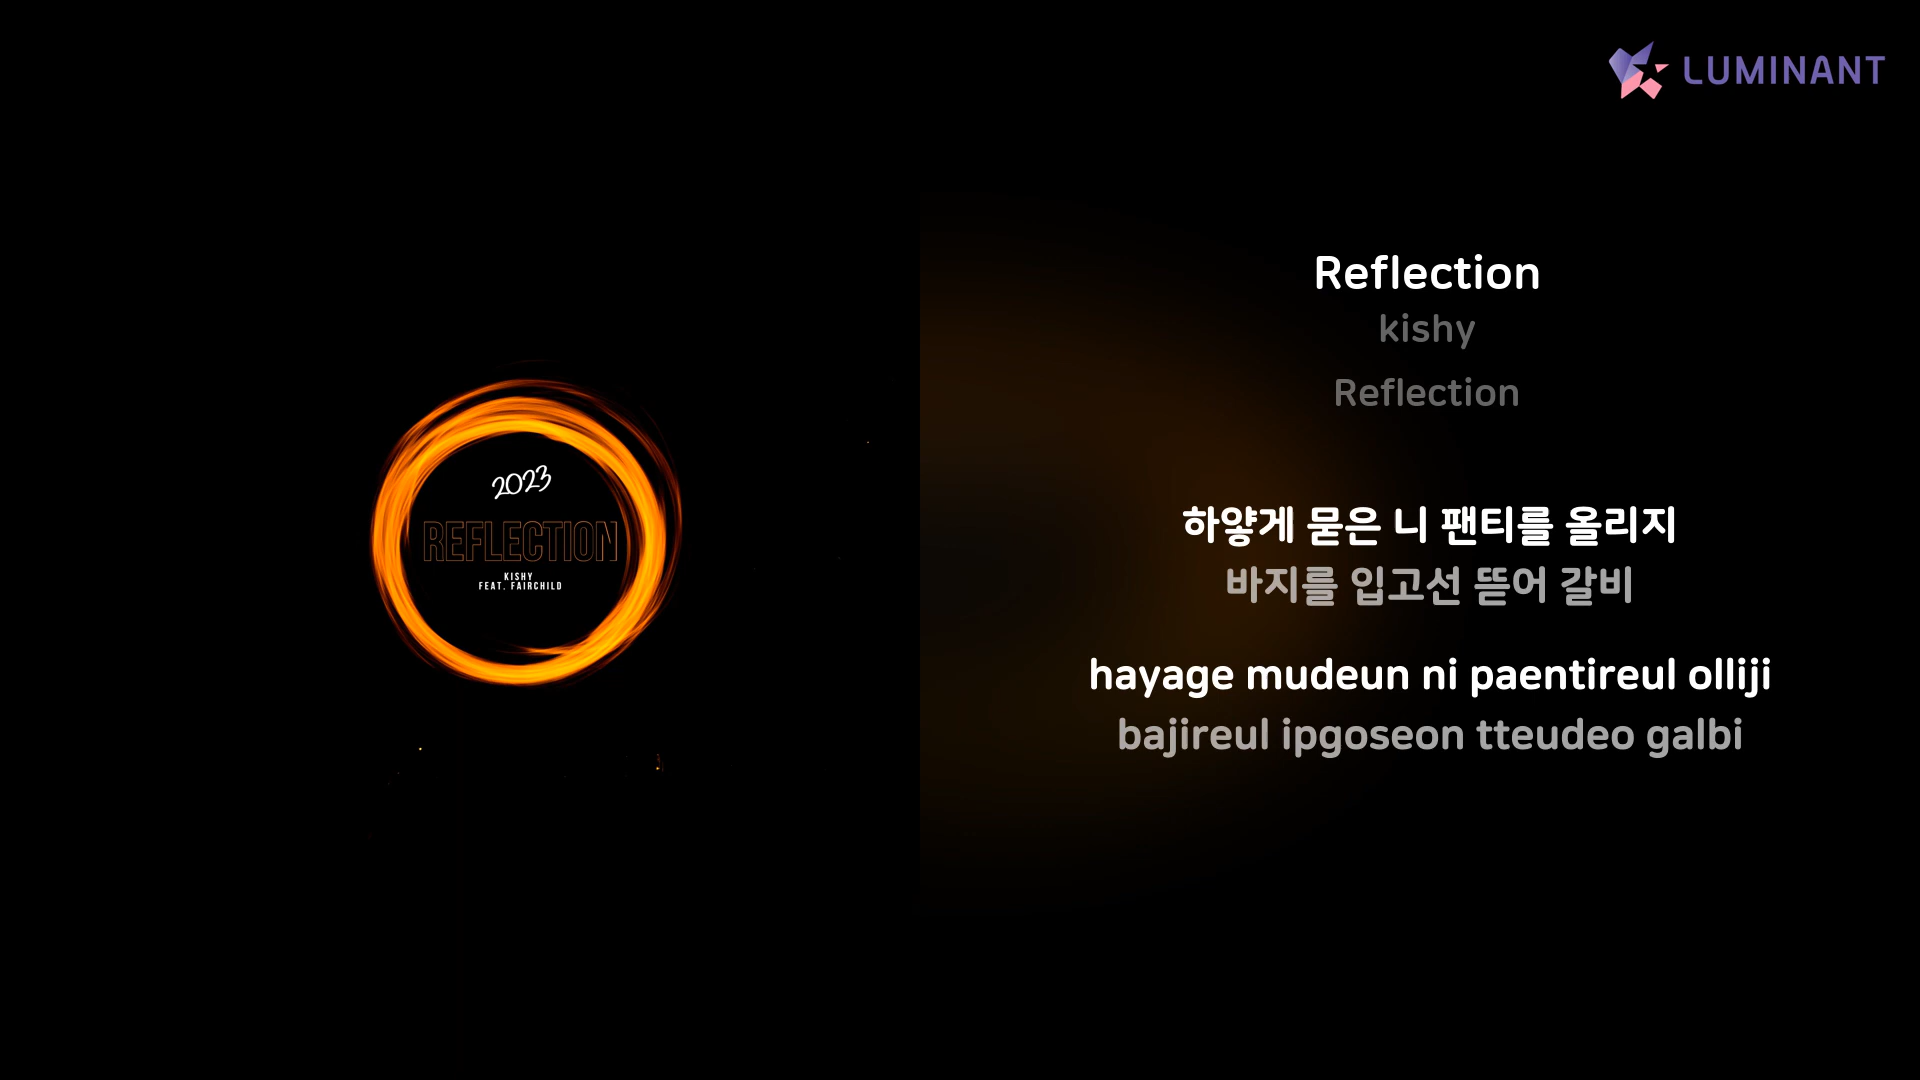 LUMINANT
2023
REFLECTION
KISHY
FEAT. FAIRCHILD
Reflection
kishy
Reflection
하얗게 묻은 니 팬티를 올리지
바지를 입고선 뜯어 갈비
hayage mudeun ni paentireul olliji
bajireul ipgoseon tteudeo galbi